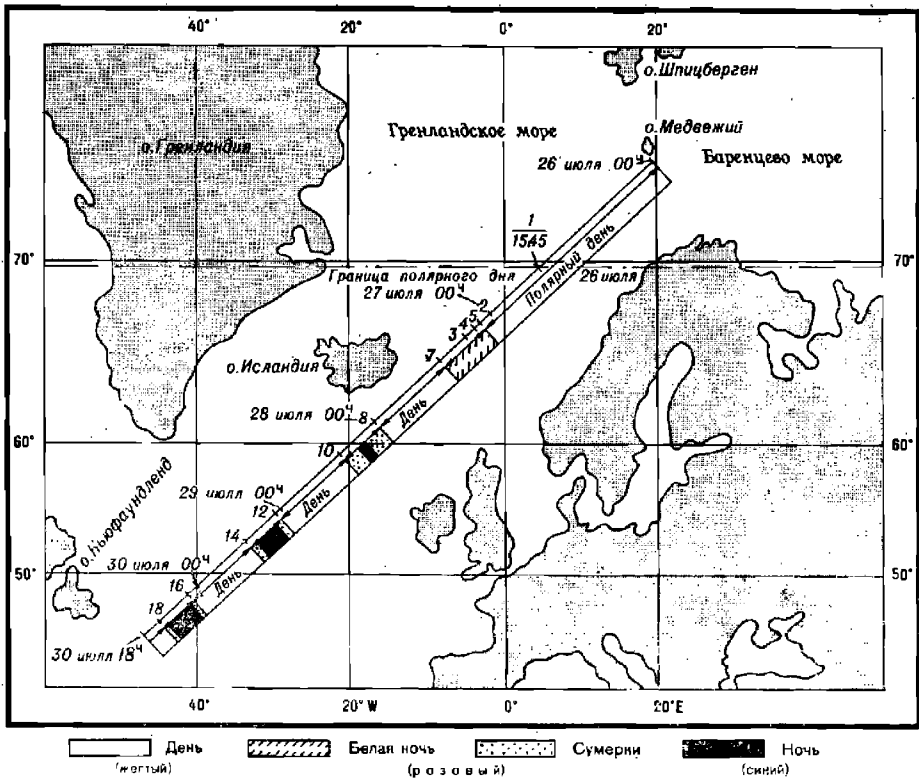 40°
20°
0°
20°
о. Шпицберген
Гренландское море
о. Медвежий
о. Гренландия
26 июля 00ч
Баренцево море
1
1545
70°
70°
Граница полярного дня
26 июля
Полярный день
27 июля 00ч
2
5
4
3
7
о. Исландия
28 июля 00ч
8
День
60°
10
60°
29 июля 00ч
12
День
14
о. Ньюфаундленд
30 июля 00ч
50°
16
День
50°
18
30 июля 18ч
40°
20° W
0°
20° E
День
Белая ночь
Сумерки
Ночь
(желтый)
(розовый)
(синий)